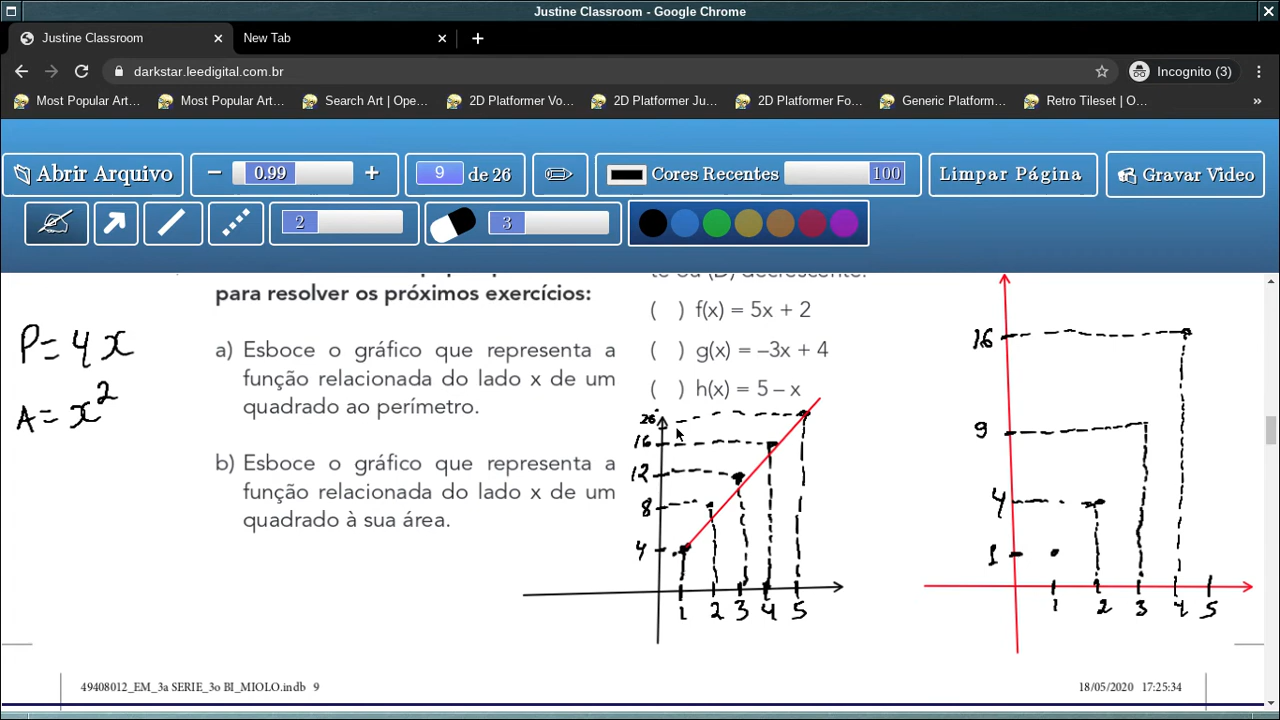 Justine Classroom - Google Chrome
Justine Classroom
New Tab
darkstar.leedigital.com.br
Incognito (3)
Most Popular Art...
Most Popular Art...
Search Art | Ope...
2D Platformer Vo...
2D Platformer Ju...
2D Platformer Fo...
Generic Platform...
Retro Tileset | O...
Abrir Arquivo
0.99
9 de 26
Cores Recentes
100
Limpar Página
Gravar Video
2
3
para resolver os próximos exercícios:
a) Esboce o gráfico que representa a
função relacionada do lado x de um
quadrado ao perímetro.
b) Esboce o gráfico que representa a
função relacionada do lado x de um
quadrado à sua área.
te ou (D) decrescente.
( ) f(x) = 5x + 2
( ) g(x) = –3x + 4
( ) h(x) = 5 – x
P = 4x
A = x²
16
12
8
4
1 2 3 4 5
16
9
4
1
1 2 3 4 5
49408012_EM_3a SERIE_3o BI_MIOLO.indb 9
18/05/2020 17:25:34